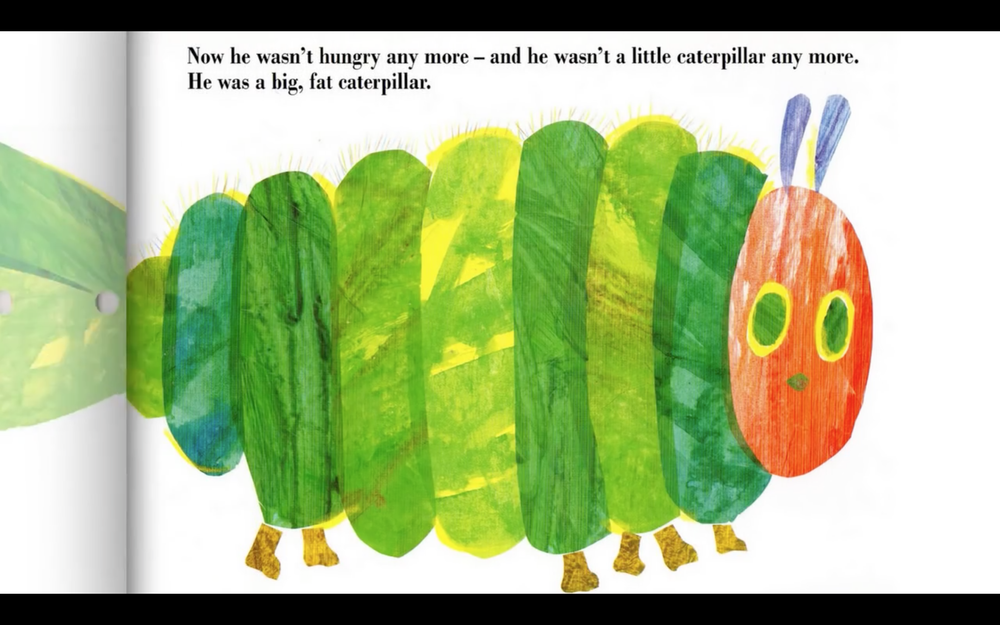 Now he wasn’t hungry any more – and he wasn’t a little caterpillar any more.
He was a big, fat caterpillar.